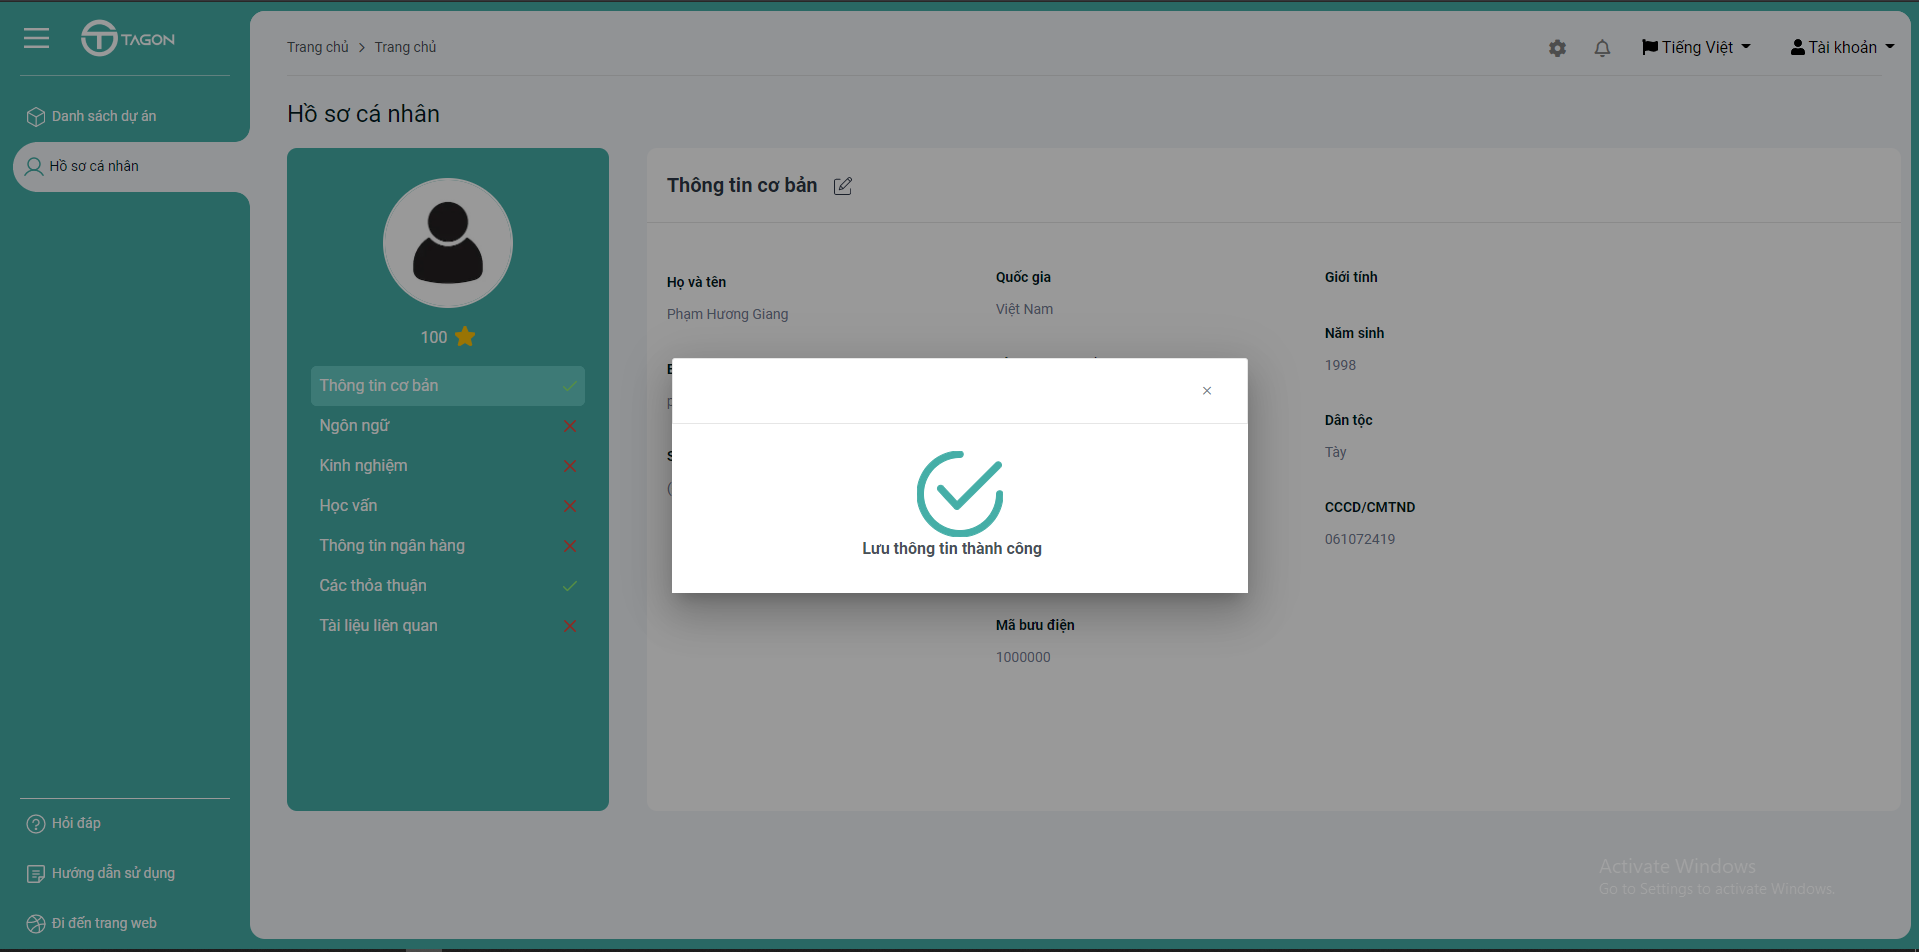 TAGON
Trang chủ > Trang chủ
Tiếng Việt
Tài khoản
Danh sách dự án
Hồ sơ cá nhân
Hồ sơ cá nhân
100
Thông tin cơ bản
Ngôn ngữ
Kinh nghiệm
Học vấn
Thông tin ngân hàng
Các thỏa thuận
Tài liệu liên quan
Thông tin cơ bản
Họ và tên
Phạm Hương Giang
Quốc gia
Việt Nam
Giới tính
Năm sinh
1998
Dân tộc
Tày
CCCD/CMTND
061072419
×
Lưu thông tin thành công
Mã bưu điện
1000000
Hỏi đáp
Hướng dẫn sử dụng
Đi đến trang web
Activate Windows
Go to Settings to activate Windows.